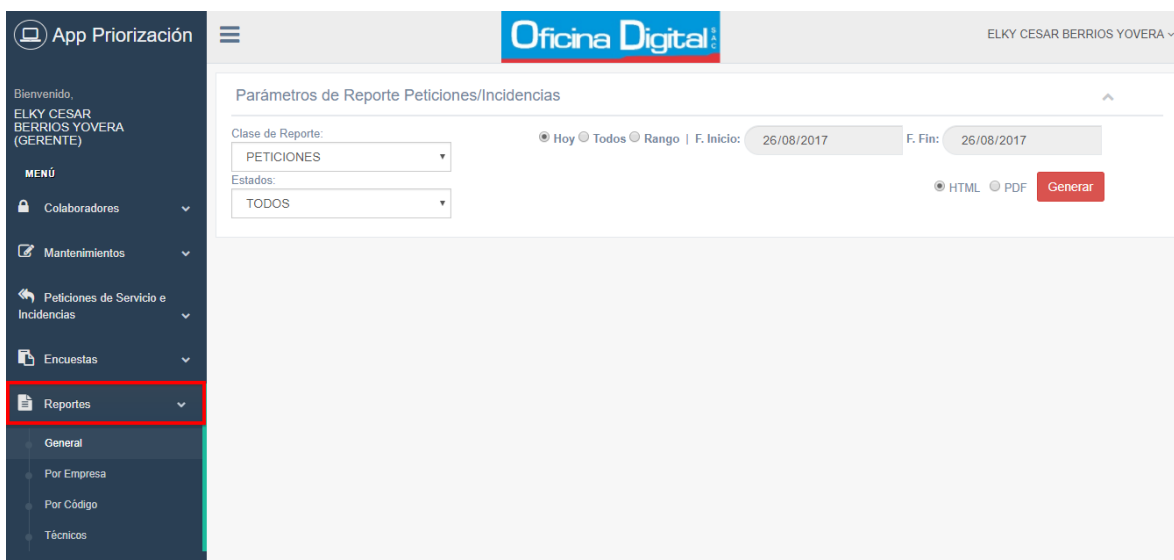 App Priorización
Oficina Digital SAC
ELKY CESAR BERRIOS YOVERA
Bienvenido,
ELKY CESAR
BERRIOS YOVERA
(GERENTE)
MENÚ
Colaboradores
Mantenimientos
Peticiones de Servicio e
Incidencias
Encuestas
Reportes
General
Por Empresa
Por Código
Técnicos
Parámetros de Reporte Peticiones/Incidencias
Clase de Reporte:
PETICIONES
Estados:
TODOS
Hoy Todos Rango | F. Inicio: 26/08/2017 F. Fin: 26/08/2017
HTML PDF Generar